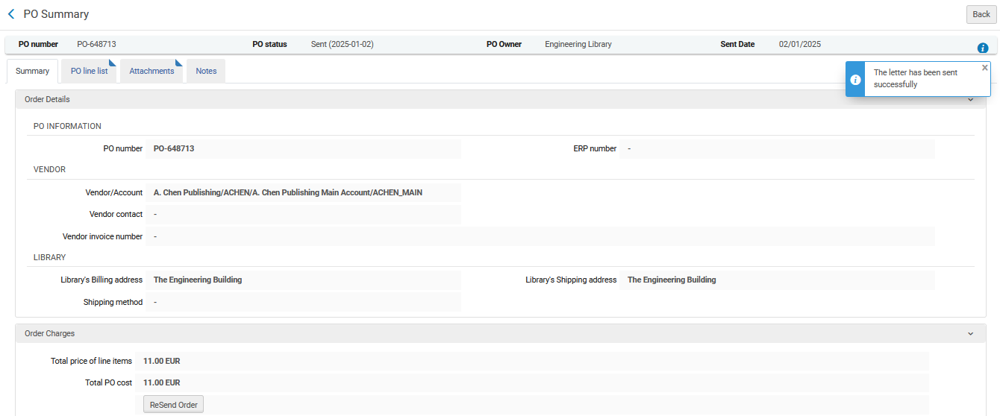 PO Summary
Back
PO number PO-648713 PO status Sent (2025-01-02) PO Owner Engineering Library Sent Date 02/01/2025
Summary PO line list Attachments Notes
The letter has been sent
successfully
Order Details
PO INFORMATION
PO number PO-648713 ERP number -
VENDOR
Vendor/Account A. Chen Publishing/ACHEN/A. Chen Publishing Main Account/ACHEN_MAIN
Vendor contact -
Vendor invoice number -
LIBRARY
Library's Billing address The Engineering Building Library's Shipping address The Engineering Building
Shipping method -
Order Charges
Total price of line items 11.00 EUR
Total PO cost 11.00 EUR
ReSend Order